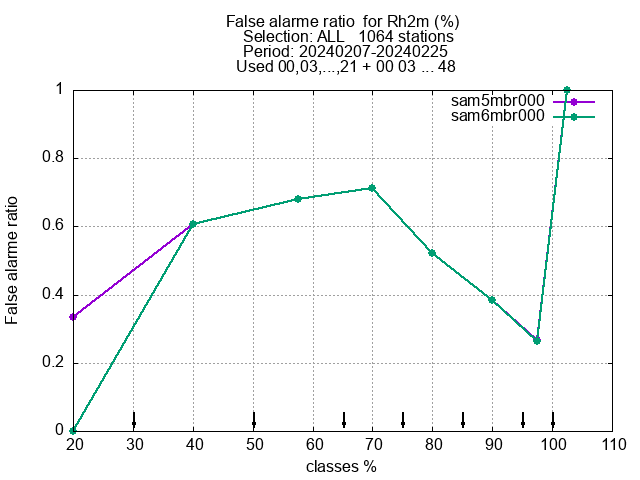 False alarme ratio  for Rh2m (%)
Selection: ALL   1064 stations
Period: 20240207-20240225
Used 00,03,...,21 + 00 03 ... 48
sam5mbr000
sam6mbr000
1
0.8
0.6
0.4
0.2
0
False alarme ratio
20 30 40 50 60 70 80 90 100 110
classes %